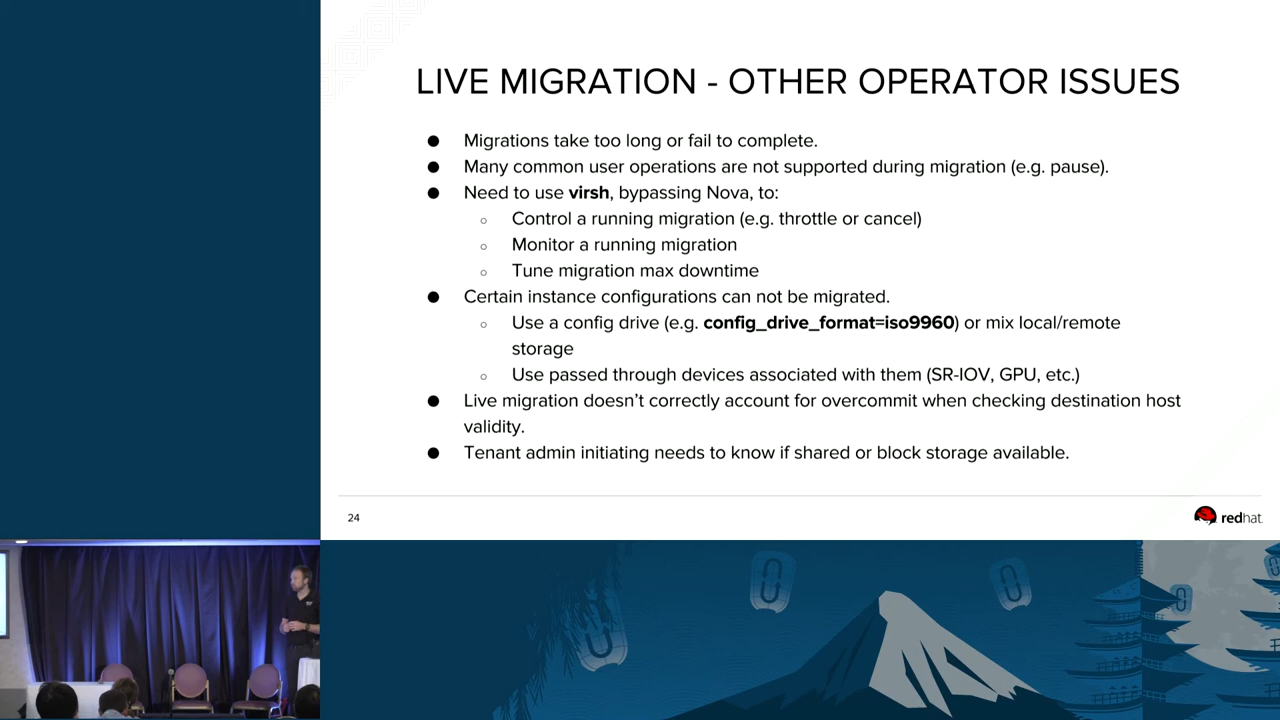 LIVE MIGRATION - OTHER OPERATOR ISSUES
● Migrations take too long or fail to complete.
● Many common user operations are not supported during migration (e.g. pause).
● Need to use virsh, bypassing Nova, to:
○ Control a running migration (e.g. throttle or cancel)
○ Monitor a running migration
○ Tune migration max downtime
● Certain instance configurations can not be migrated.
○ Use a config drive (e.g. config_drive_format=iso9960) or mix local/remote
storage
○ Use passed through devices associated with them (SR-IOV, GPU, etc.)
● Live migration doesn’t correctly account for overcommit when checking destination host
validity.
● Tenant admin initiating needs to know if shared or block storage available.
24
redhat.